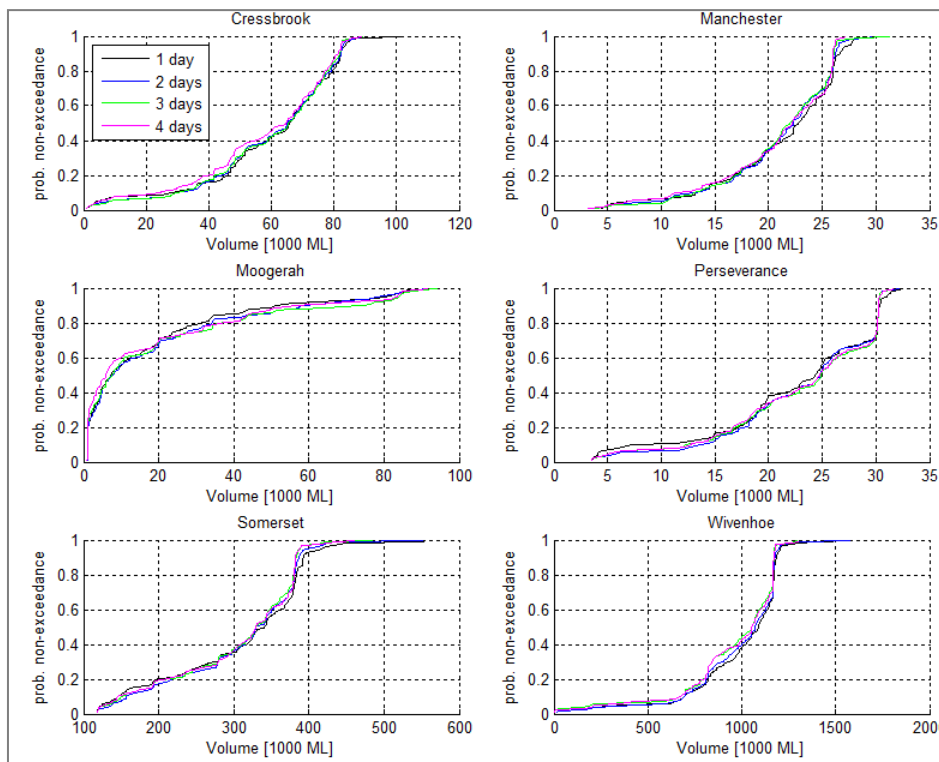 Cressbrook
prob. non-exceedance
1
0.8
0.6
0.4
0.2
0
1 day
2 days
3 days
4 days
0 20 40 60 80 100 120
Volume [1000 ML]
Manchester
prob. non-exceedance
1
0.8
0.6
0.4
0.2
0
0 5 10 15 20 25 30 35
Volume [1000 ML]
Moogerah
prob. non-exceedance
1
0.8
0.6
0.4
0.2
0
0 20 40 60 80 100
Volume [1000 ML]
Perseverance
prob. non-exceedance
1
0.8
0.6
0.4
0.2
0
0 5 10 15 20 25 30 35
Volume [1000 ML]
Somerset
prob. non-exceedance
1
0.8
0.6
0.4
0.2
0
100 200 300 400 500 600
Volume [1000 ML]
Wivenhoe
prob. non-exceedance
1
0.8
0.6
0.4
0.2
0
0 500 1000 1500 200
Volume [1000 ML]